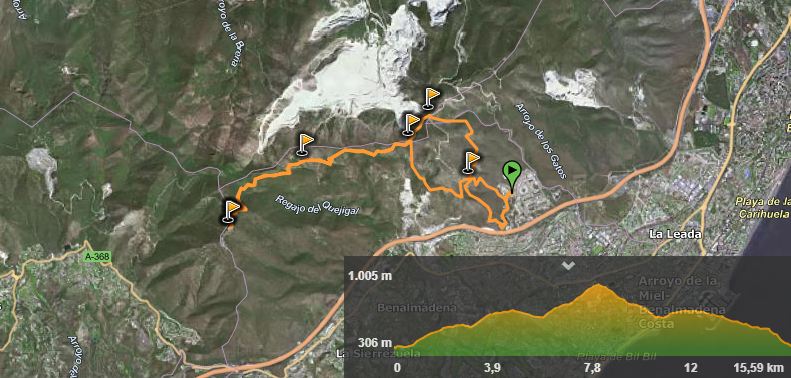 Arroyo
Arroyo de la Breña
Arroyo de los Gatos
Regajo del Quejigal
Playa de la
Carihuela
La Leada
A-368
1.005 m
Arroyo de la
Miel-
Benalmádena
Costa
Benalmádena
306 m
La Sierrezuela
Playa de Bil Bil
Arroyo
0
3,9
7,8
12
15,59 km